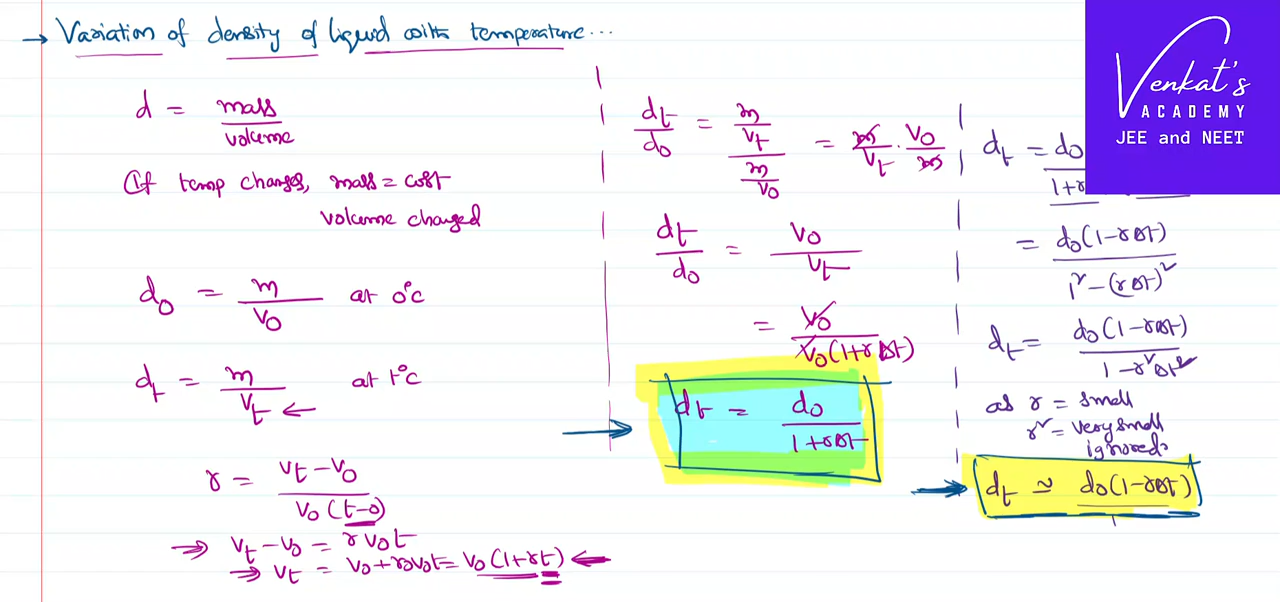 → Variation of density of liquid with temperature...
d = mass / volume
If temp changes, mass = cost
volume changed
d₀ = m / V₀ at 0°C
dₜ = m / Vₜ ← at t°C
γ = (Vₜ - V₀) / V₀(t-0)
⇒ Vₜ - V₀ = γV₀t
⇒ Vₜ = V₀ + γV₀t = V₀(1+γt) ←
dₜ/d₀ = (m/Vₜ) / (m/V₀) = m/Vₜ · V₀/m
dₜ/d₀ = V₀/Vₜ
= V₀ / V₀(1+γΔt)
→ dₜ = d₀ / (1+γΔt)
dₜ = d₀ / 1+γ
= d₀(1-γΔt) / (1² - (γΔt)²)
dₜ = d₀(1-γΔt) / (1 - γ²Δt²)
as γ = small
γ² = very small
ignored
→ dₜ ≃ d₀(1-γΔt)
Venkat's
ACADEMY
JEE and NEET